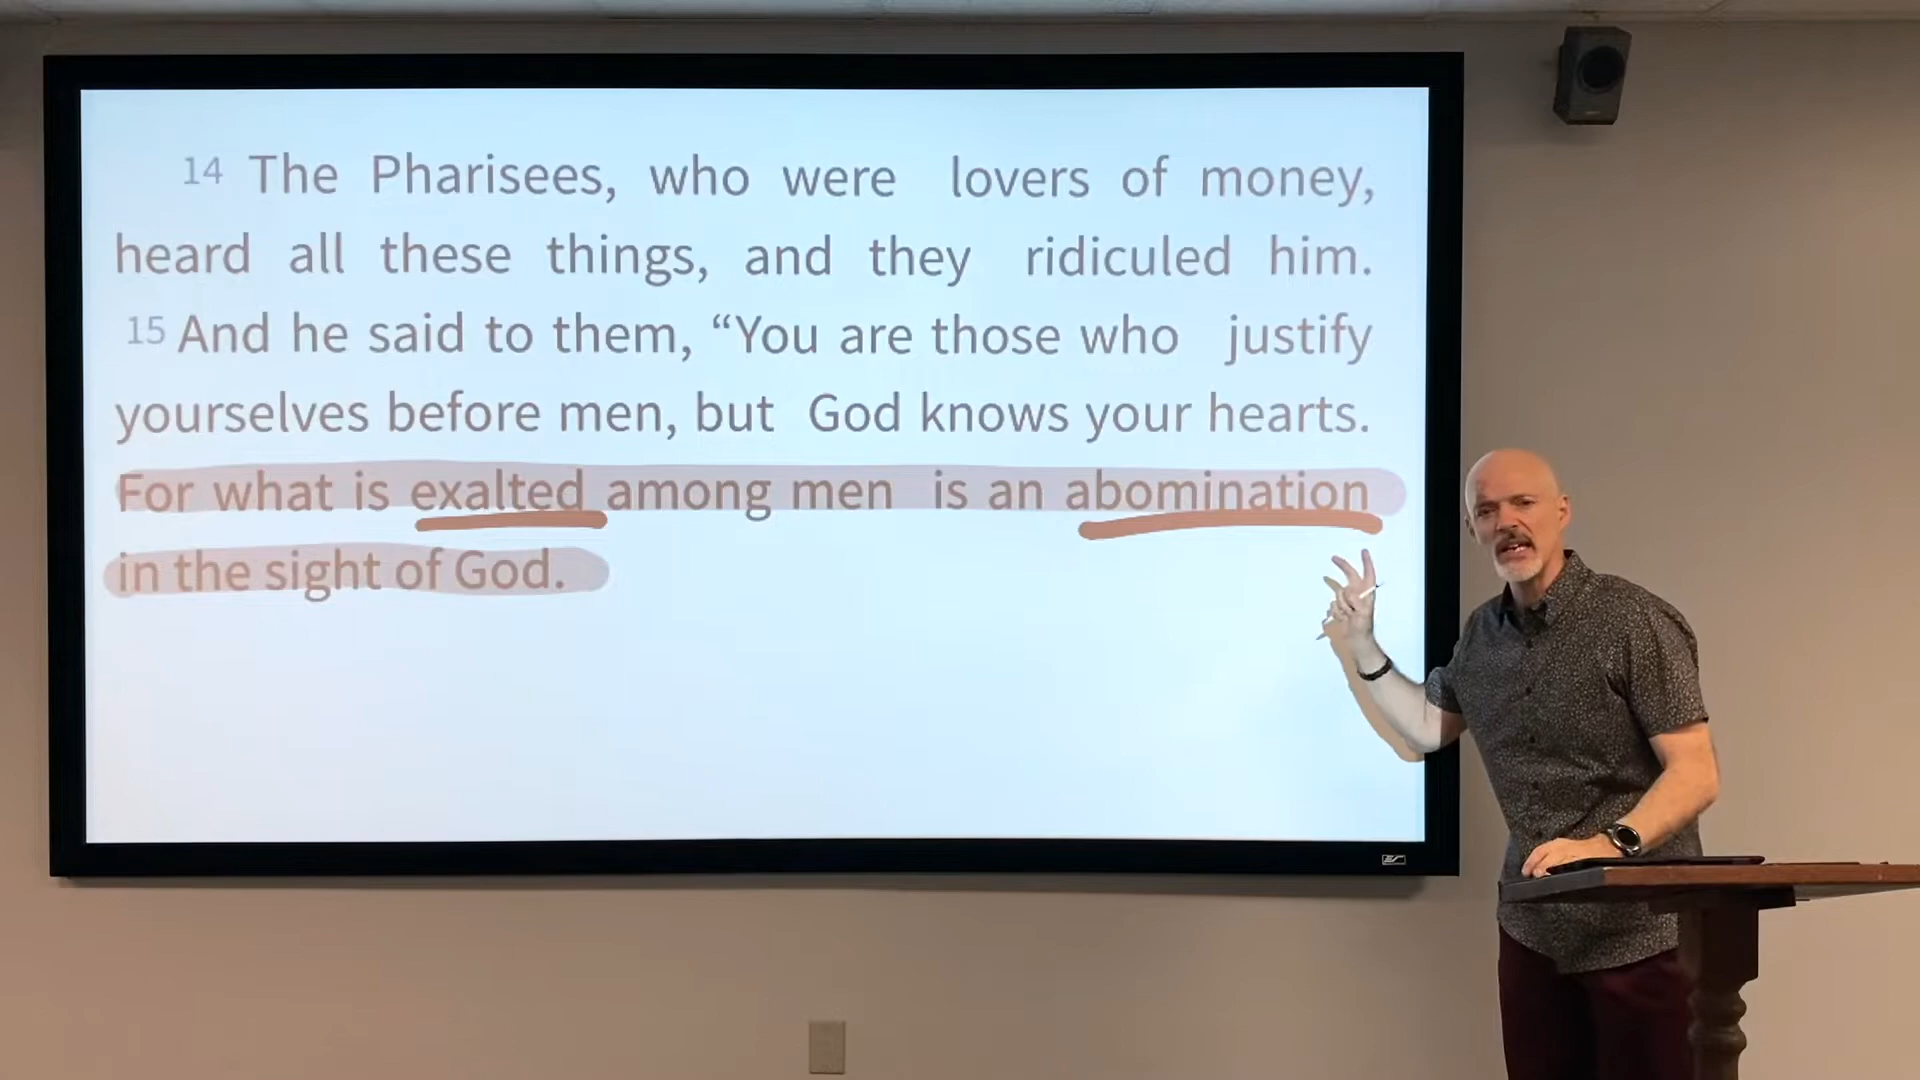 14 The Pharisees, who were lovers of money,
heard all these things, and they ridiculed him.
15 And he said to them, “You are those who justify
yourselves before men, but God knows your hearts.
For what is exalted among men is an abomination
in the sight of God.